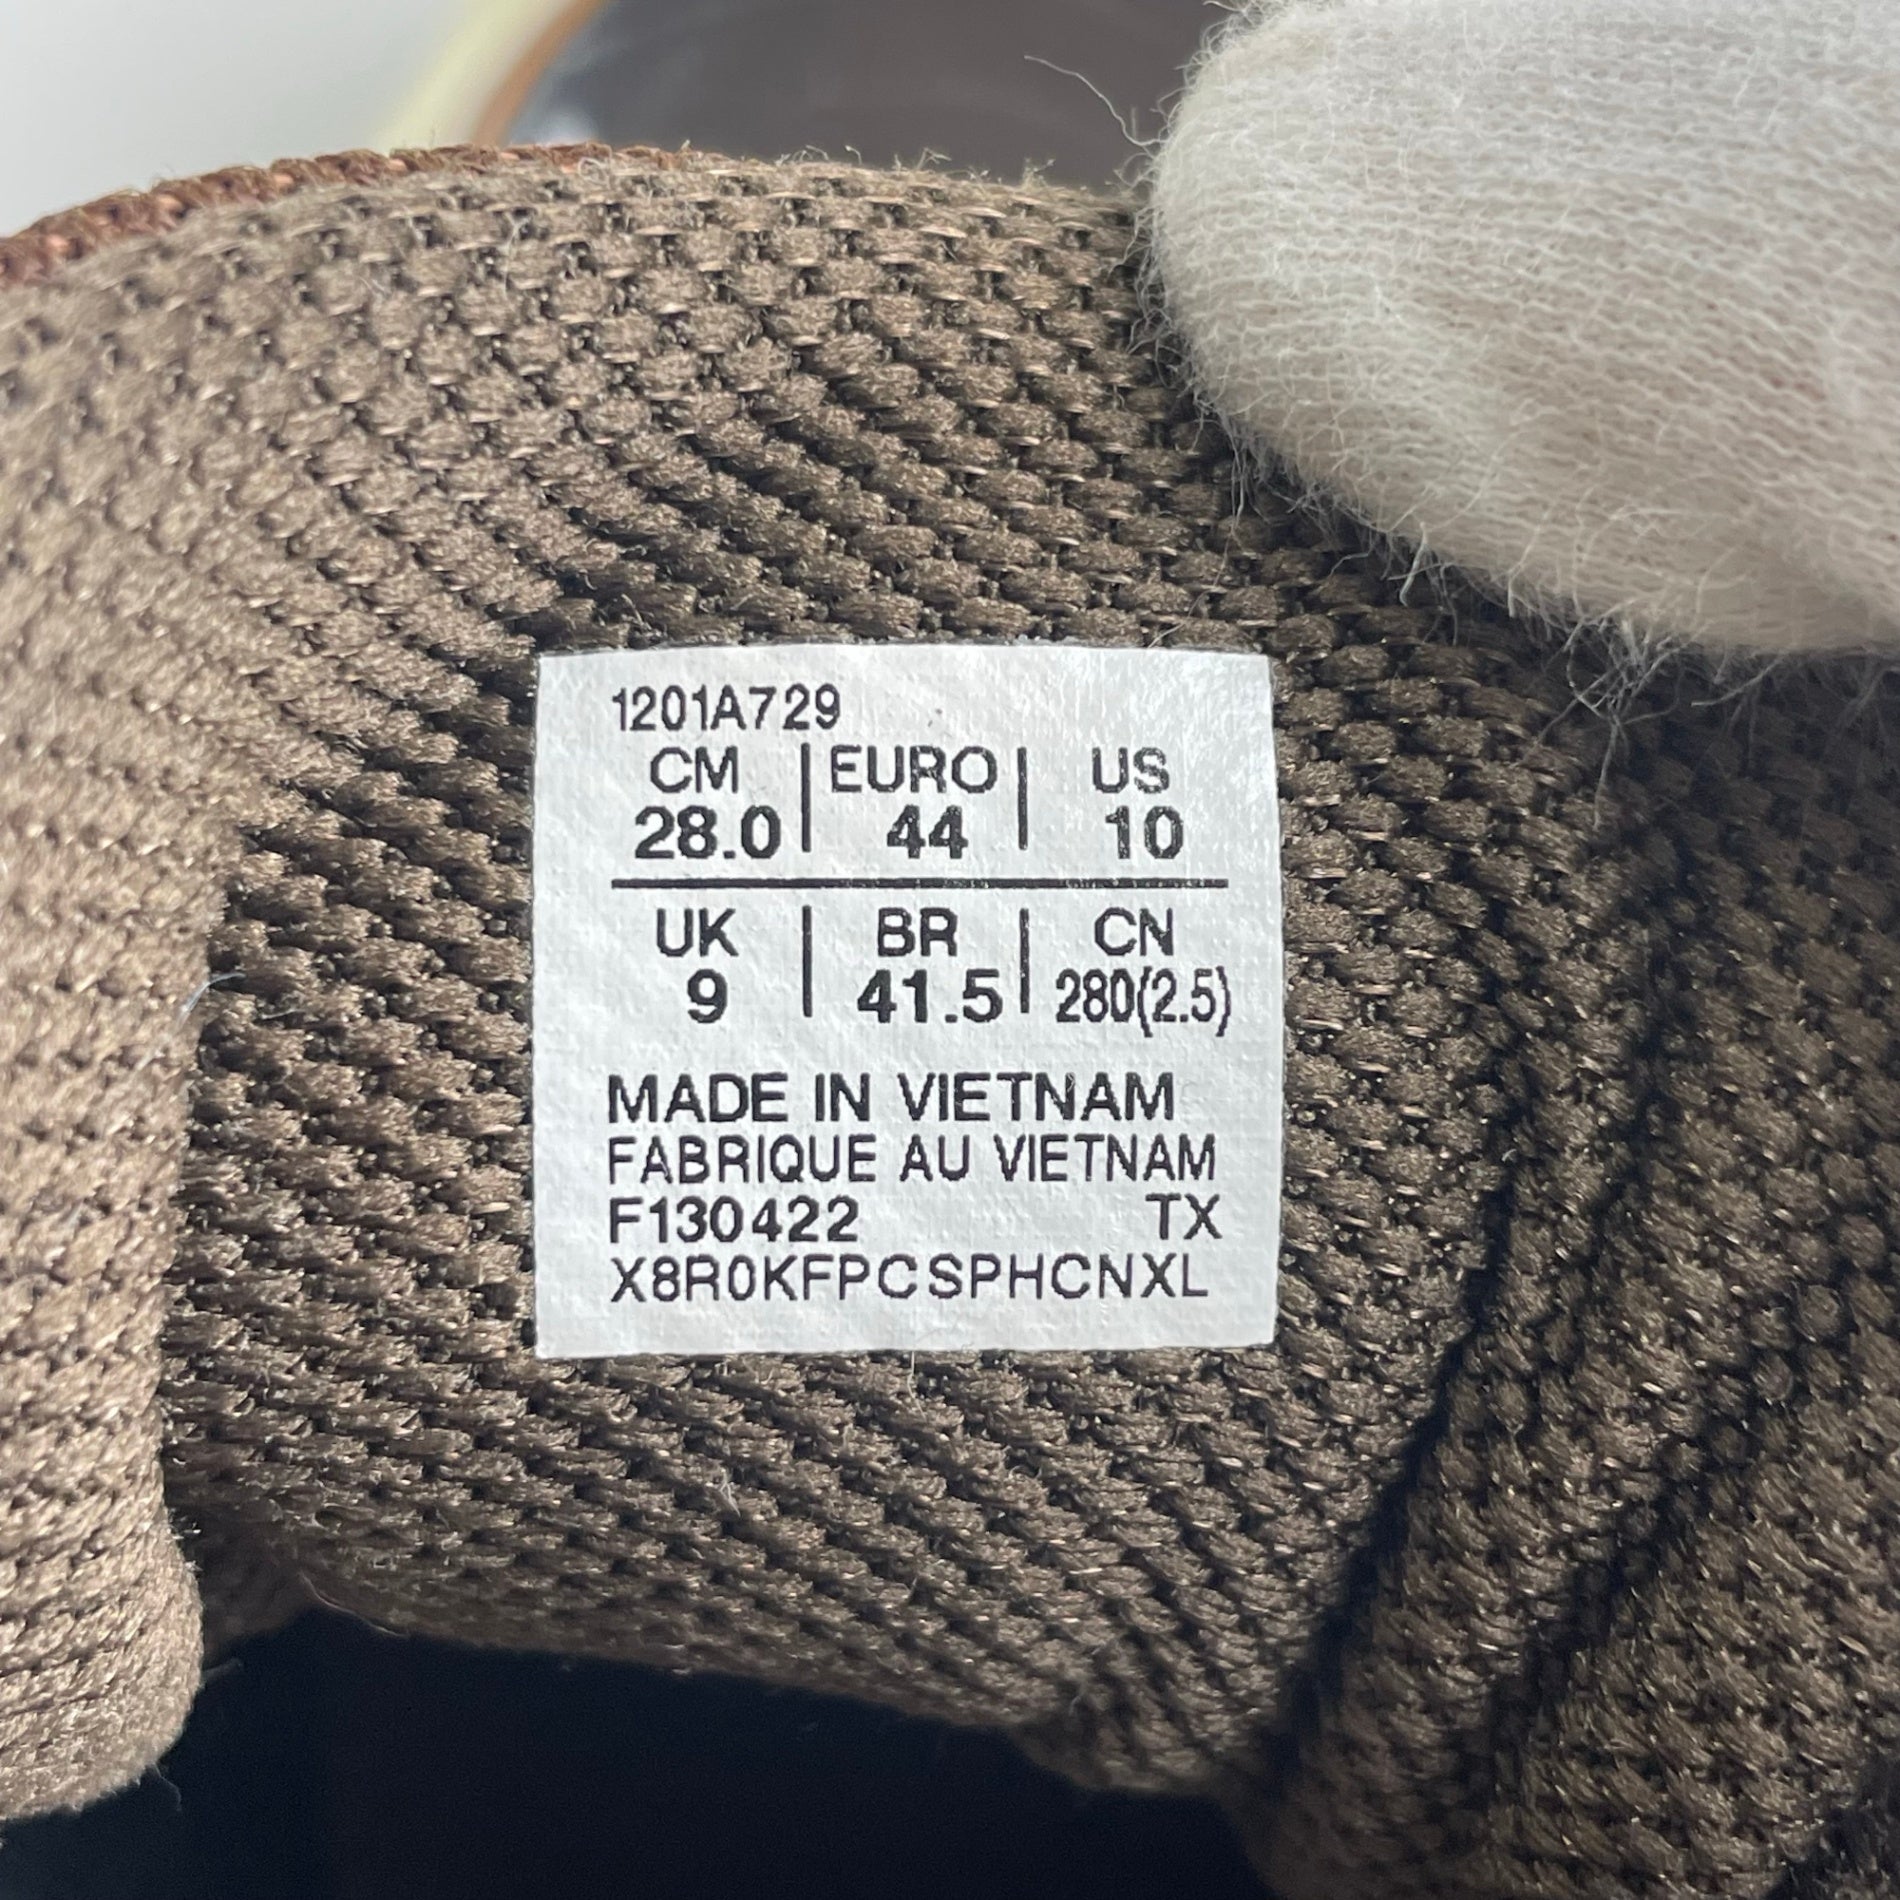 1201A729
CM | EURO | US
28.0 | 44 | 10
UK | BR | CN
9 | 41.5 | 280(2.5)
MADE IN VIETNAM
FABRIQUE AU VIETNAM
F130422 TX
X8R0KFPCSPHCNXL